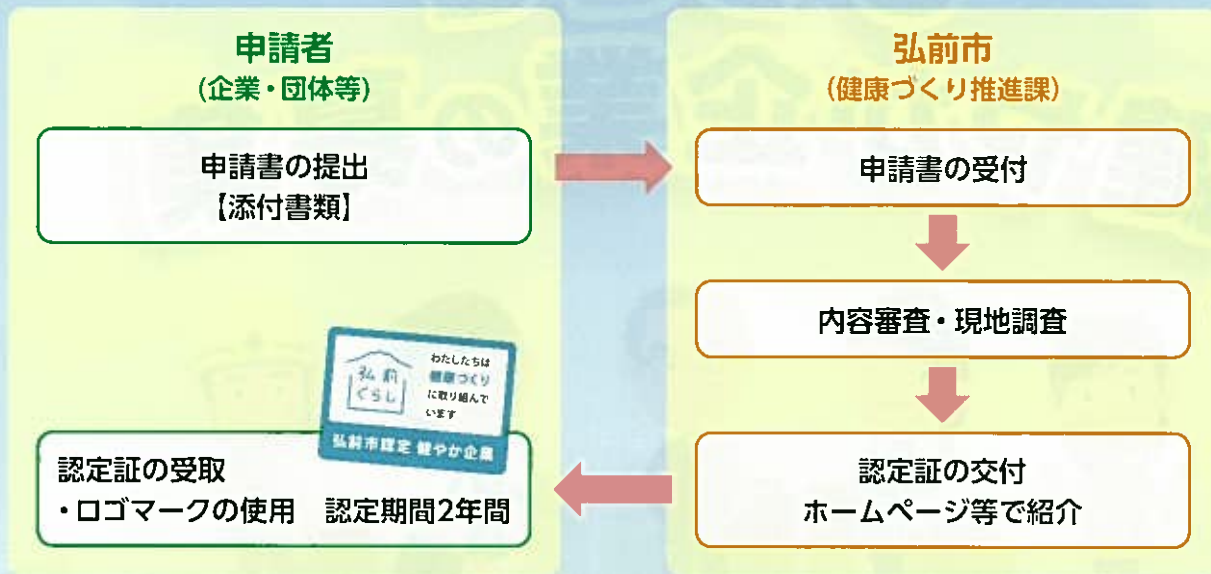 申請者
(企業・団体等)
申請書の提出
【添付書類】
弘前市
(健康づくり推進課)
申請書の受付
内容審査・現地調査
認定証の交付
ホームページ等で紹介
弘前
ぐらし
わたしたちは
健康づくり
に取り組んで
います
弘前市認定 健やか企業
認定証の受取
・ロゴマークの使用 認定期間2年間